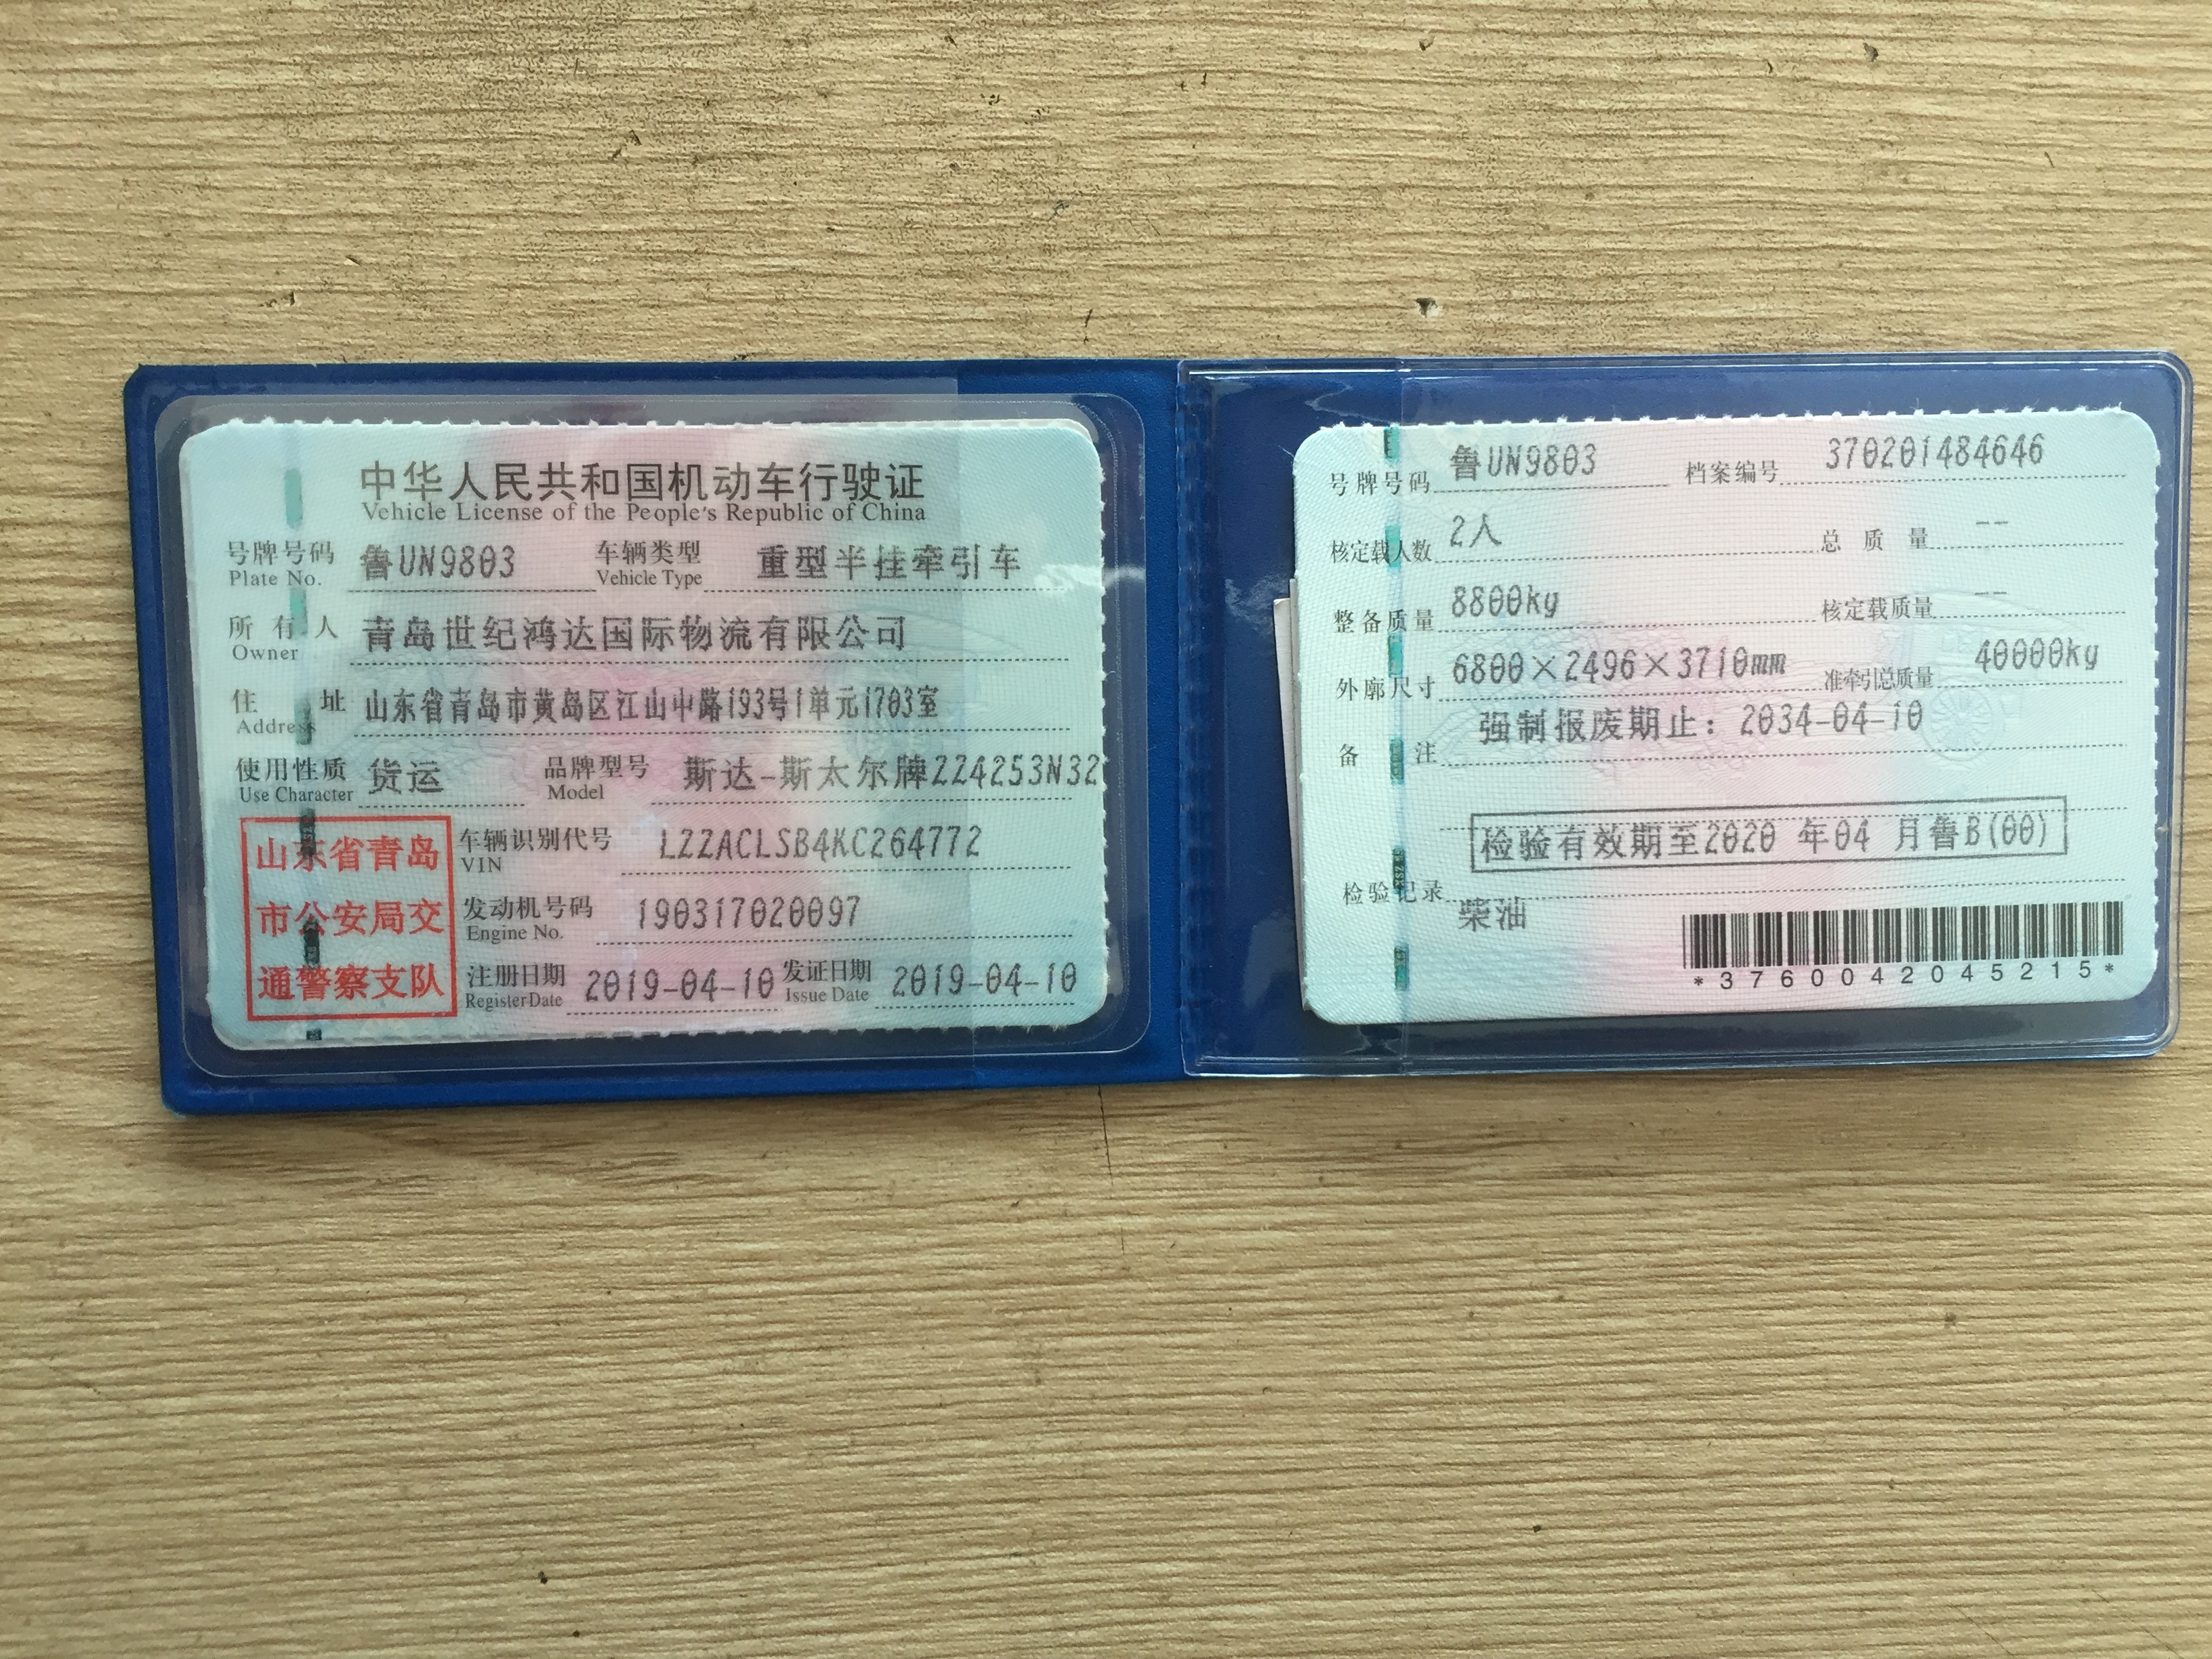 中华人民共和国机动车行驶证
Vehicle License of the People's Republic of China
号牌号码 鲁UN9803 车辆类型 重型半挂牵引车
Plate No. Vehicle Type
所有人 青岛世纪鸿达国际物流有限公司
Owner
住址 山东省青岛市黄岛区江山中路193号1单元1703室
Address
使用性质 货运 品牌型号 斯达-斯太尔牌ZZ4253N32
Use Character Model
山东省青岛
市公安局交
通警察支队
车辆识别代号 LZZACLSB4KC264772
VIN
发动机号码 190317020097
Engine No.
注册日期 2019-04-10 发证日期 2019-04-10
Register Date Issue Date
号牌号码 鲁UN9803 档案编号 370201484646
核定载人数 2人 总质量 --
整备质量 8800kg 核定载质量 --
外廓尺寸 6800×2496×3710mm 准牵引总质量 40000kg
备注 强制报废期止：2034-04-10
检验有效期至2020 年04 月鲁B(00)
检验记录
柴油
*3760042045215*